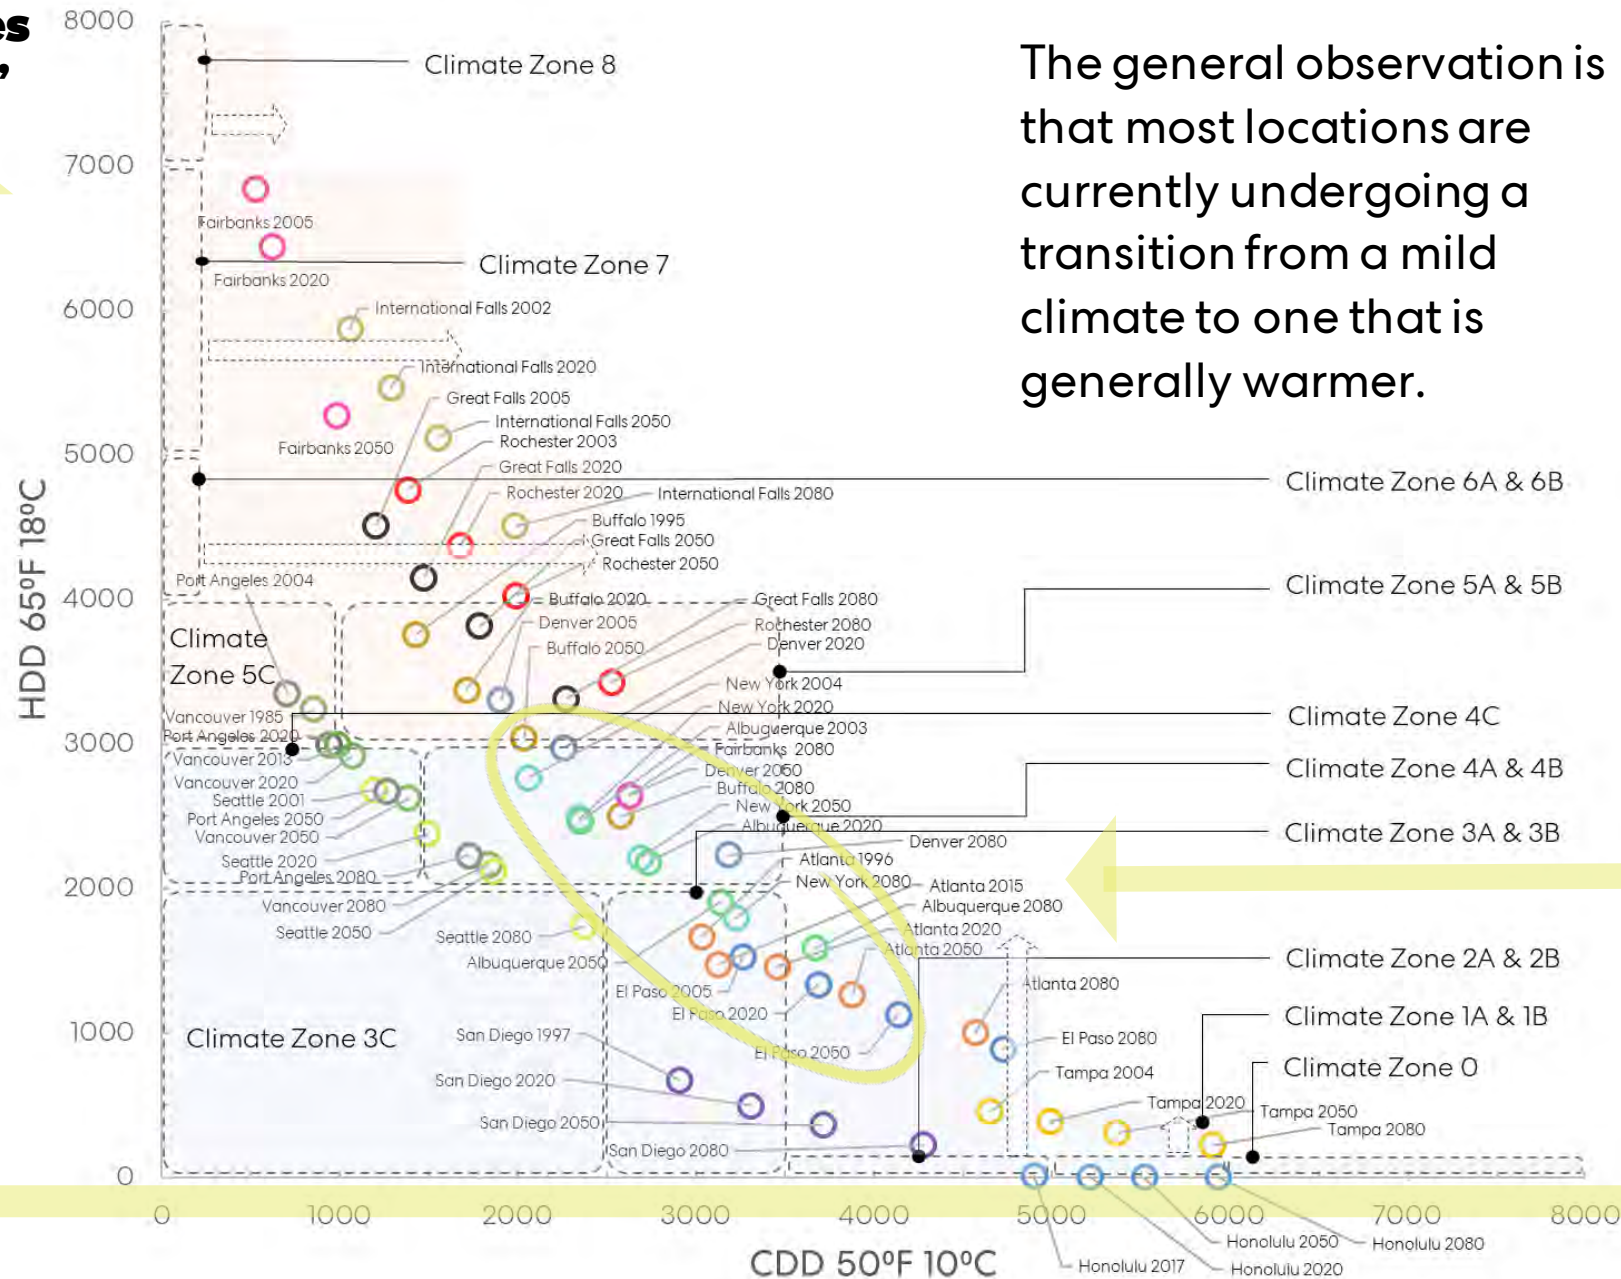 es
,
8000
7000
6000
5000
4000
3000
2000
1000
0
HDD 65ºF 18ºC
The general observation is
that most locations are
currently undergoing a
transition from a mild
climate to one that is
generally warmer.
Climate Zone 8
Fairbanks 2005
Climate Zone 7
Fairbanks 2020
International Falls 2002
International Falls 2020
Great Falls 2005
International Falls 2050
Rochester 2003
Fairbanks 2050
Great Falls 2020
Climate Zone 6A & 6B
Rochester 2020
International Falls 2080
Buffalo 1995
Great Falls 2050
Rochester 2050
Port Angeles 2004
Climate Zone 5A & 5B
Buffalo 2020
Great Falls 2080
Denver 2005
Rochester 2080
Climate
Zone 5C
Buffalo 2050
Denver 2020
New York 2004
New York 2020
Vancouver 1985
Climate Zone 4C
Albuquerque 2003
Port Angeles 2020
Fairbanks 2080
Vancouver 2013
Denver 2050
Climate Zone 4A & 4B
Vancouver 2020
Buffalo 2080
Seattle 2001
New York 2050
Port Angeles 2050
Albuquerque 2020
Vancouver 2050
Denver 2080
Climate Zone 3A & 3B
Seattle 2020
Atlanta 1996
Port Angeles 2080
New York 2080
Atlanta 2015
Vancouver 2080
Albuquerque 2080
Seattle 2050
Seattle 2080
Atlanta 2020
Atlanta 2050
Albuquerque 2050
Climate Zone 2A & 2B
El Paso 2005
Atlanta 2080
El Paso 2020
Climate Zone 1A & 1B
Climate Zone 3C
San Diego 1997
El Paso 2080
El Paso 2050
Climate Zone 0
San Diego 2020
Tampa 2004
San Diego 2050
Tampa 2020
Tampa 2050
Tampa 2080
San Diego 2080
0
1000
2000
3000
4000
5000
6000
7000
8000
Honolulu 2050
Honolulu 2080
Honolulu 2017
Honolulu 2020
CDD 50ºF 10ºC